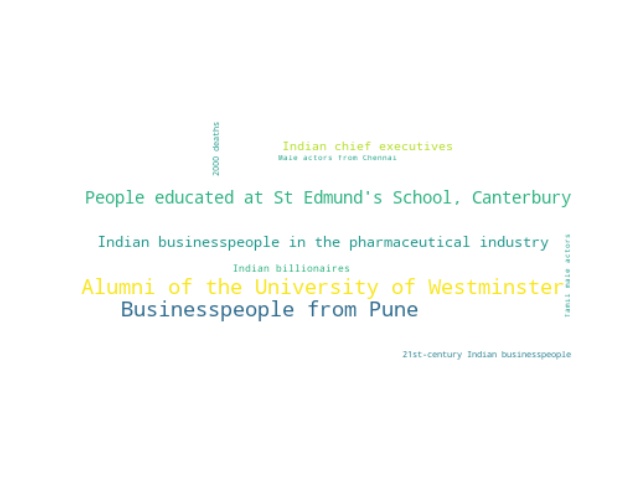 2000 deaths
Indian chief executives
Male actors from Chennai
People educated at St Edmund's School, Canterbury
Indian businesspeople in the pharmaceutical industry
Tamil male actors
Indian billionaires
Alumni of the University of Westminster
Businesspeople from Pune
21st-century Indian businesspeople